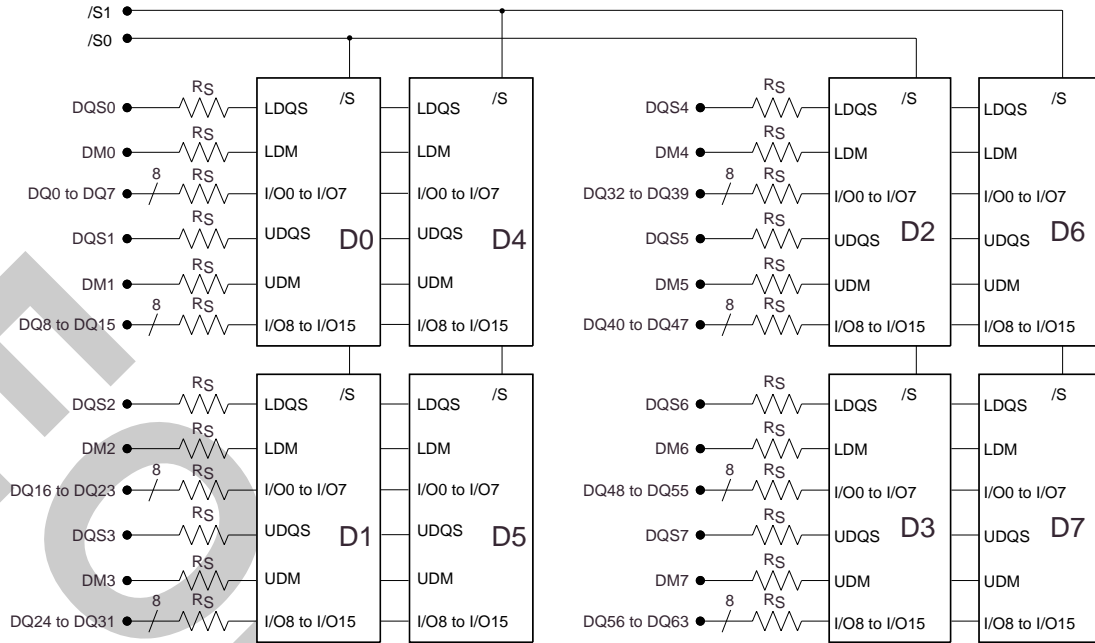 /S1
/S0
DQS0 RS LDQS /S LDQS /S
DM0 RS LDM LDM
DQ0 to DQ7 8 RS I/O0 to I/O7 I/O0 to I/O7
DQS1 RS UDQS D0 UDQS D4
DM1 RS UDM UDM
DQ8 to DQ15 8 RS I/O8 to I/O15 I/O8 to I/O15
DQS4 RS LDQS /S LDQS /S
DM4 RS LDM LDM
DQ32 to DQ39 8 RS I/O0 to I/O7 I/O0 to I/O7
DQS5 RS UDQS D2 UDQS D6
DM5 RS UDM UDM
DQ40 to DQ47 8 RS I/O8 to I/O15 I/O8 to I/O15
DQS2 RS LDQS /S LDQS /S
DM2 RS LDM LDM
DQ16 to DQ23 8 RS I/O0 to I/O7 I/O0 to I/O7
DQS3 RS UDQS D1 UDQS D5
DM3 RS UDM UDM
DQ24 to DQ31 8 RS I/O8 to I/O15 I/O8 to I/O15
DQS6 RS LDQS /S LDQS /S
DM6 RS LDM LDM
DQ48 to DQ55 8 RS I/O0 to I/O7 I/O0 to I/O7
DQS7 RS UDQS D3 UDQS D7
DM7 RS UDM UDM
DQ56 to DQ63 8 RS I/O8 to I/O15 I/O8 to I/O15